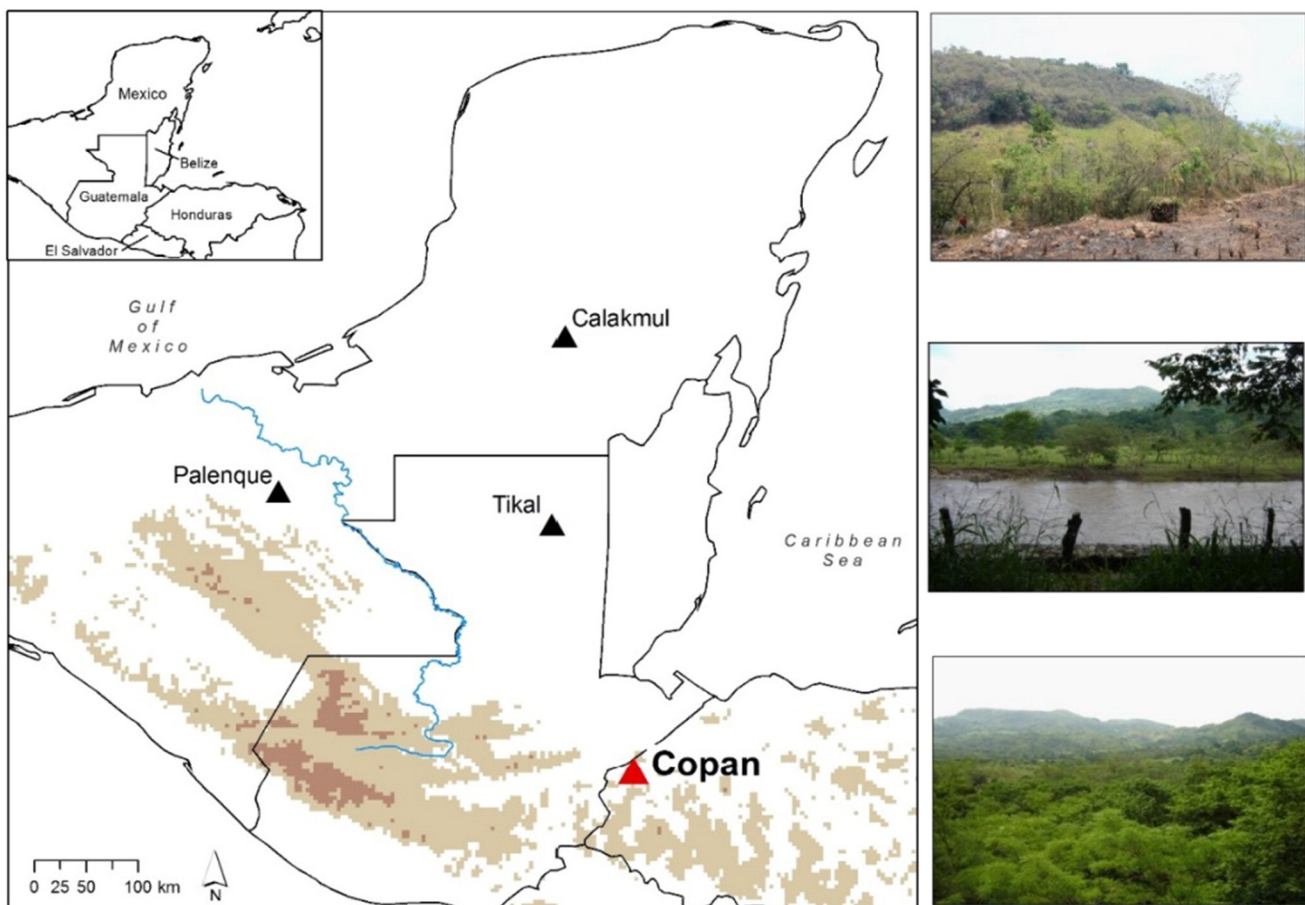 Mexico
Belize
Guatemala
Honduras
El Salvador
Gulf
of
Mexico
Calakmul
Palenque
Tikal
Caribbean
Sea
Copan
0 25 50 100 km
N